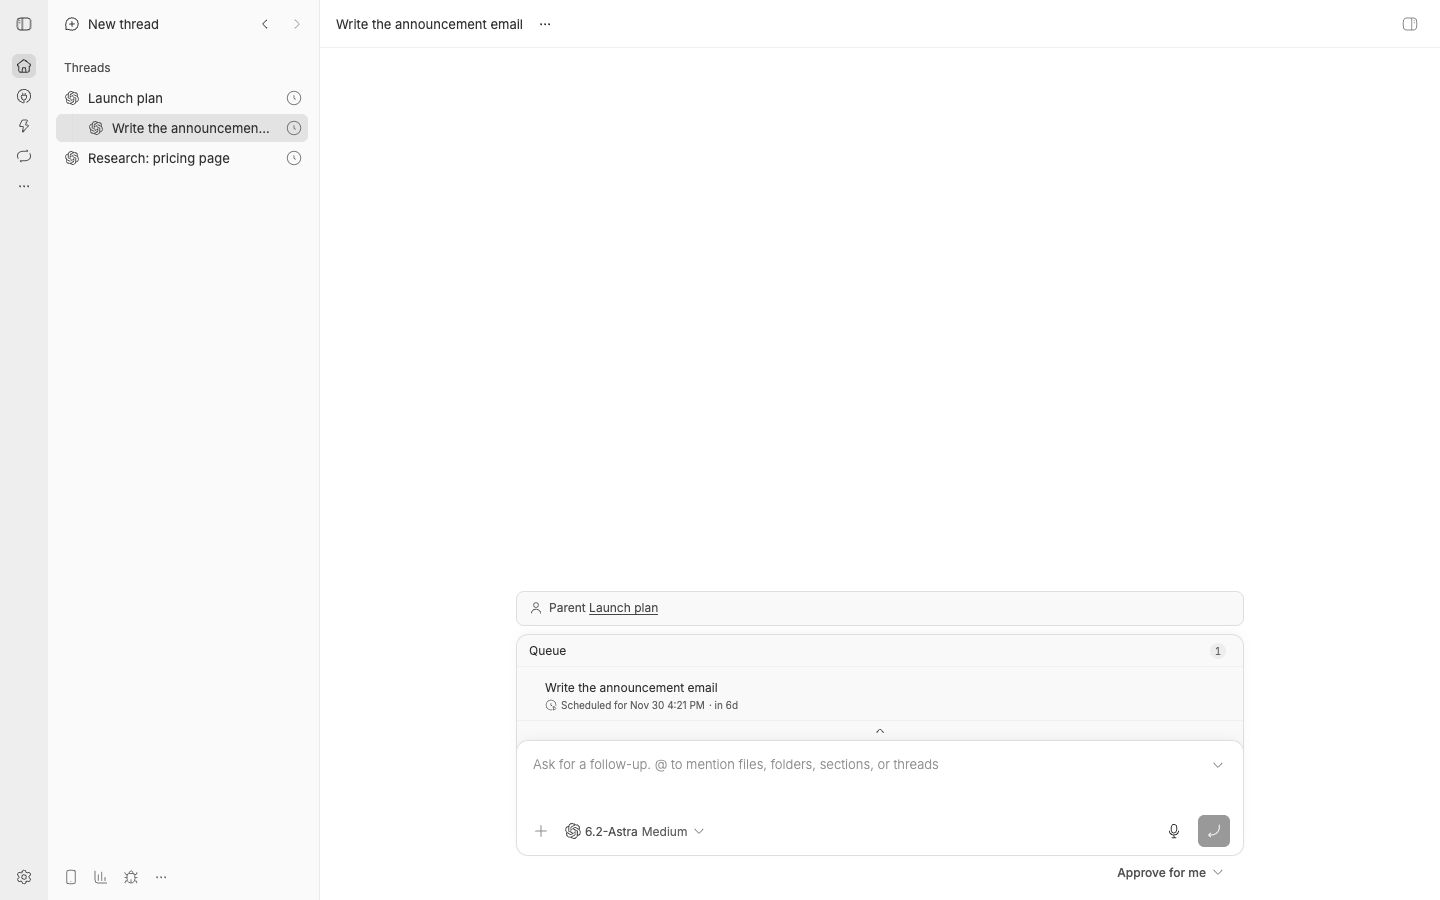 New thread
Threads
Launch plan
Write the announcemen...
Research: pricing page
Write the announcement email
Parent Launch plan
Queue 1
Write the announcement email
Scheduled for Nov 30 4:21 PM · in 6d
Ask for a follow-up. @ to mention files, folders, sections, or threads
6.2-Astra Medium
Approve for me